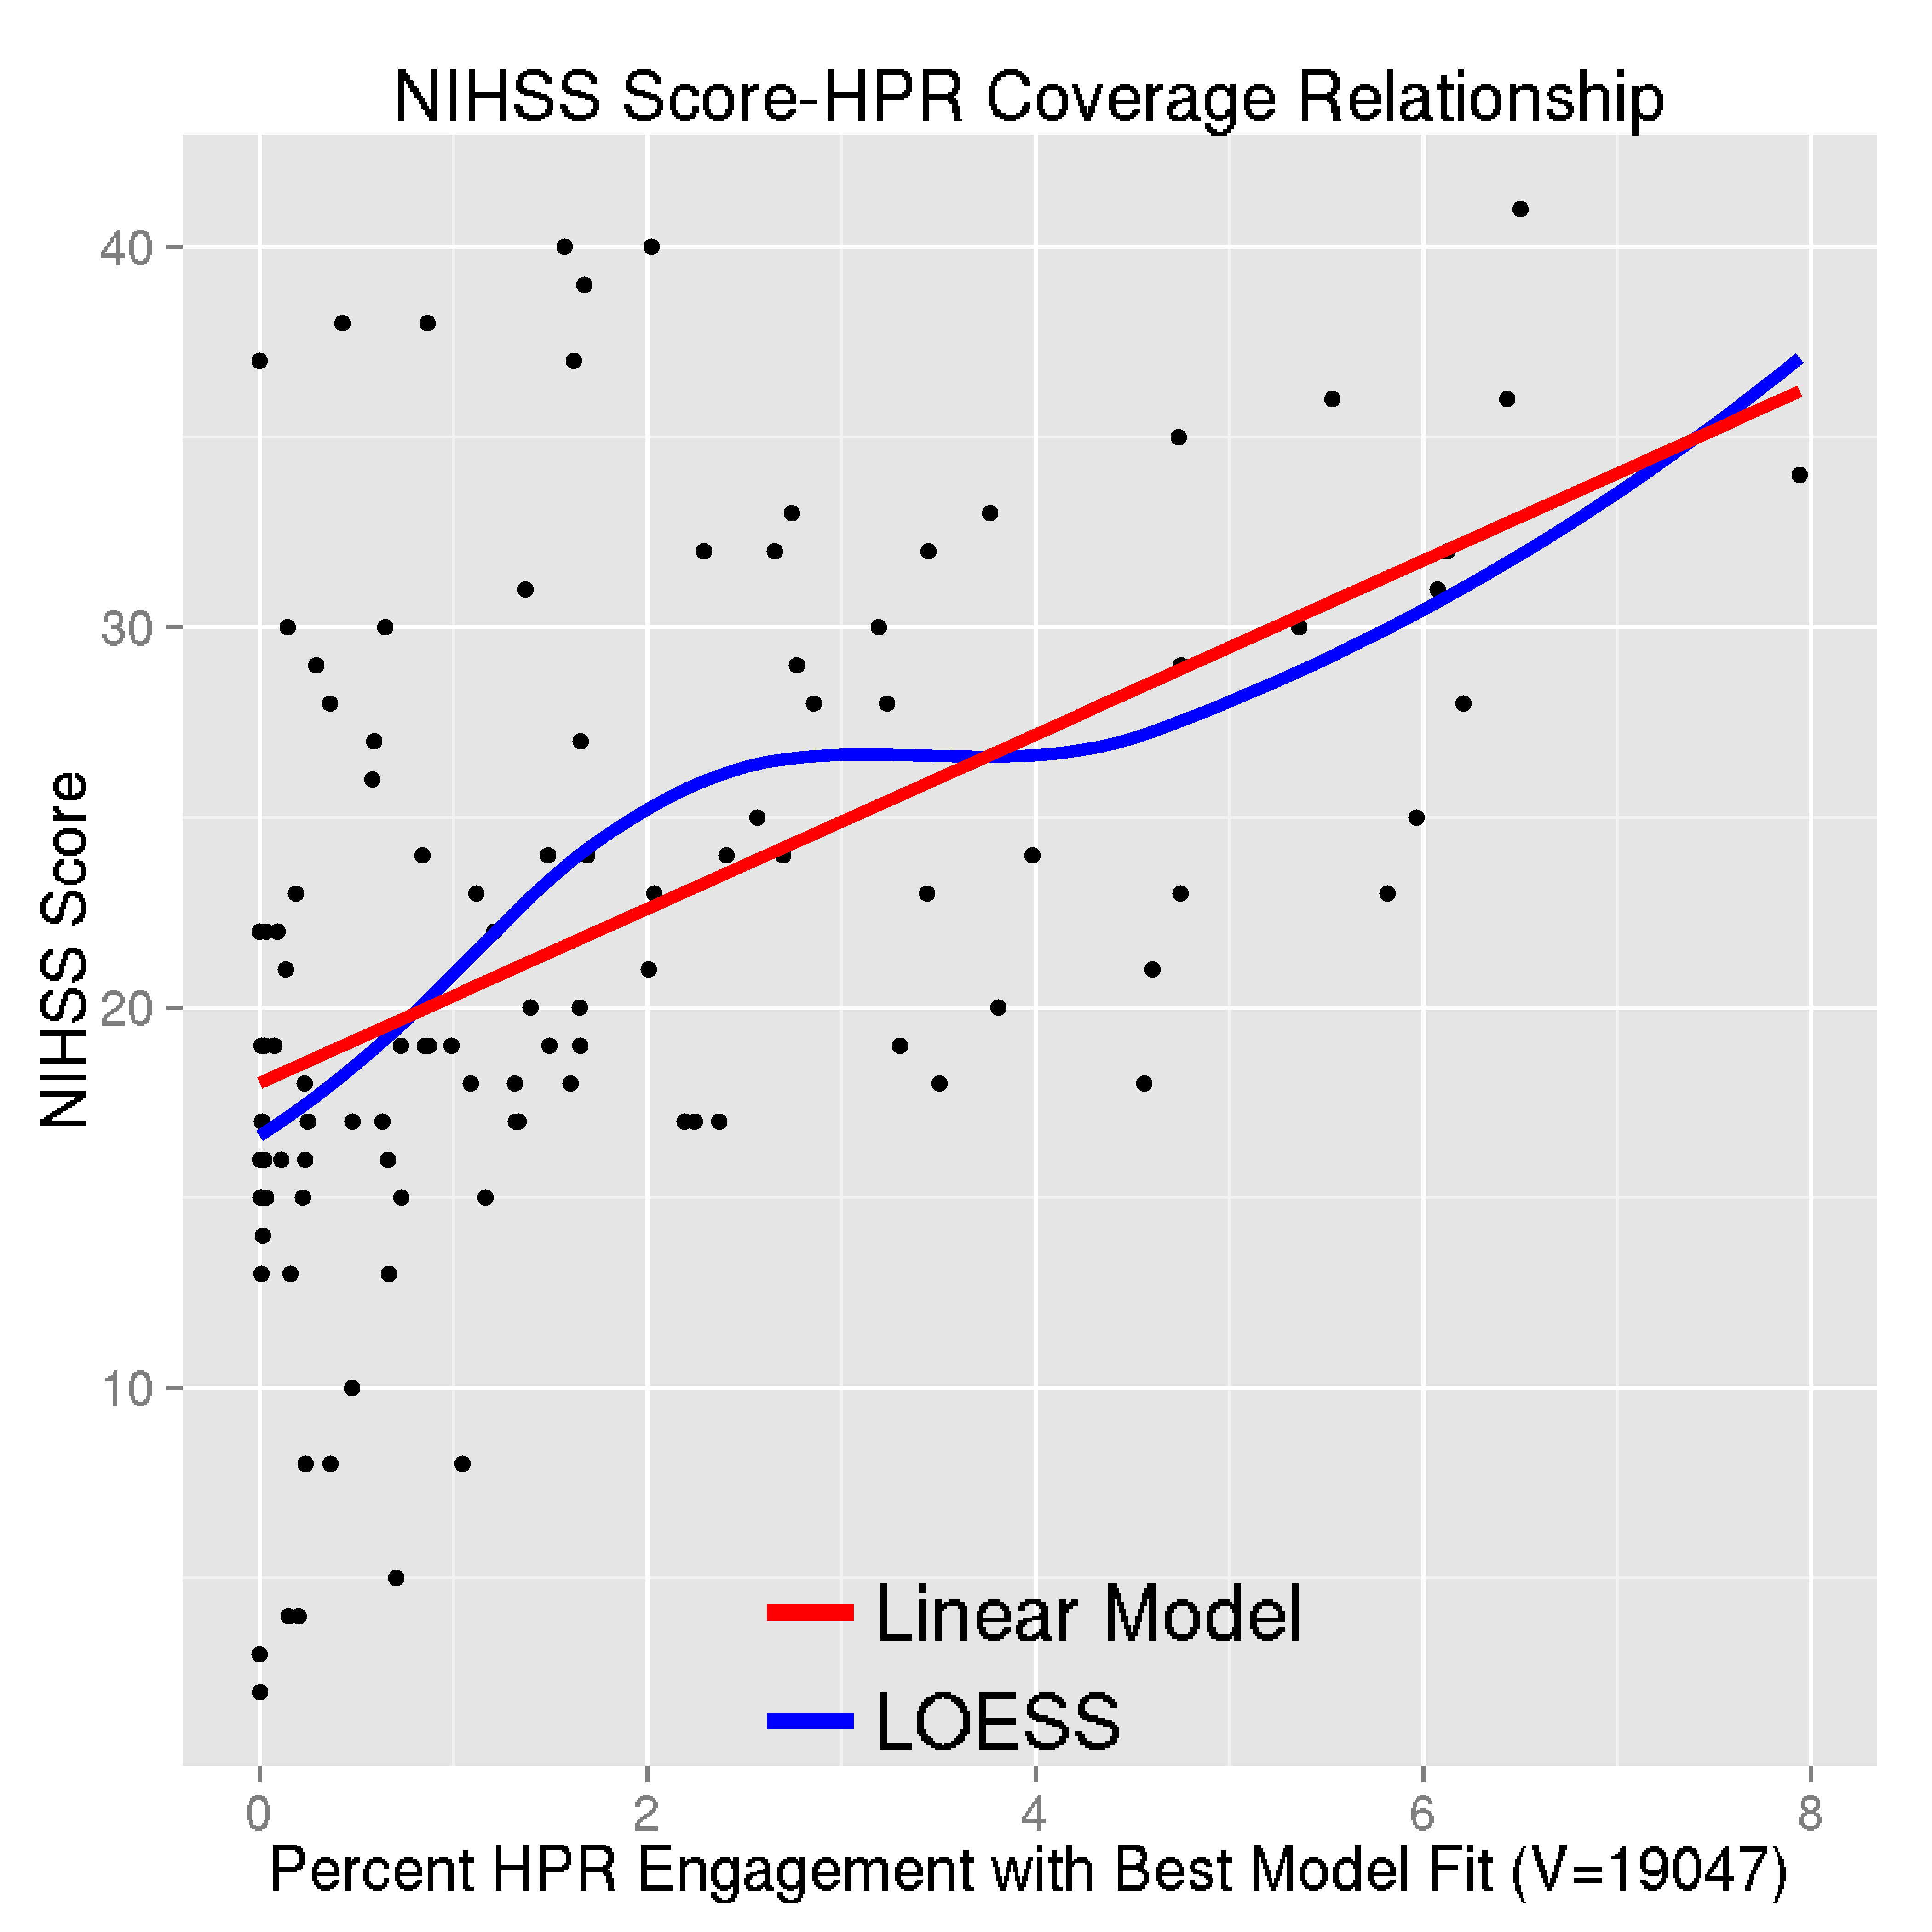 NIHSS Score-HPR Coverage Relationship
NIHSS Score
40
30
20
10
Linear Model
LOESS
0 2 4 6 8
Percent HPR Engagement with Best Model Fit (V=19047)